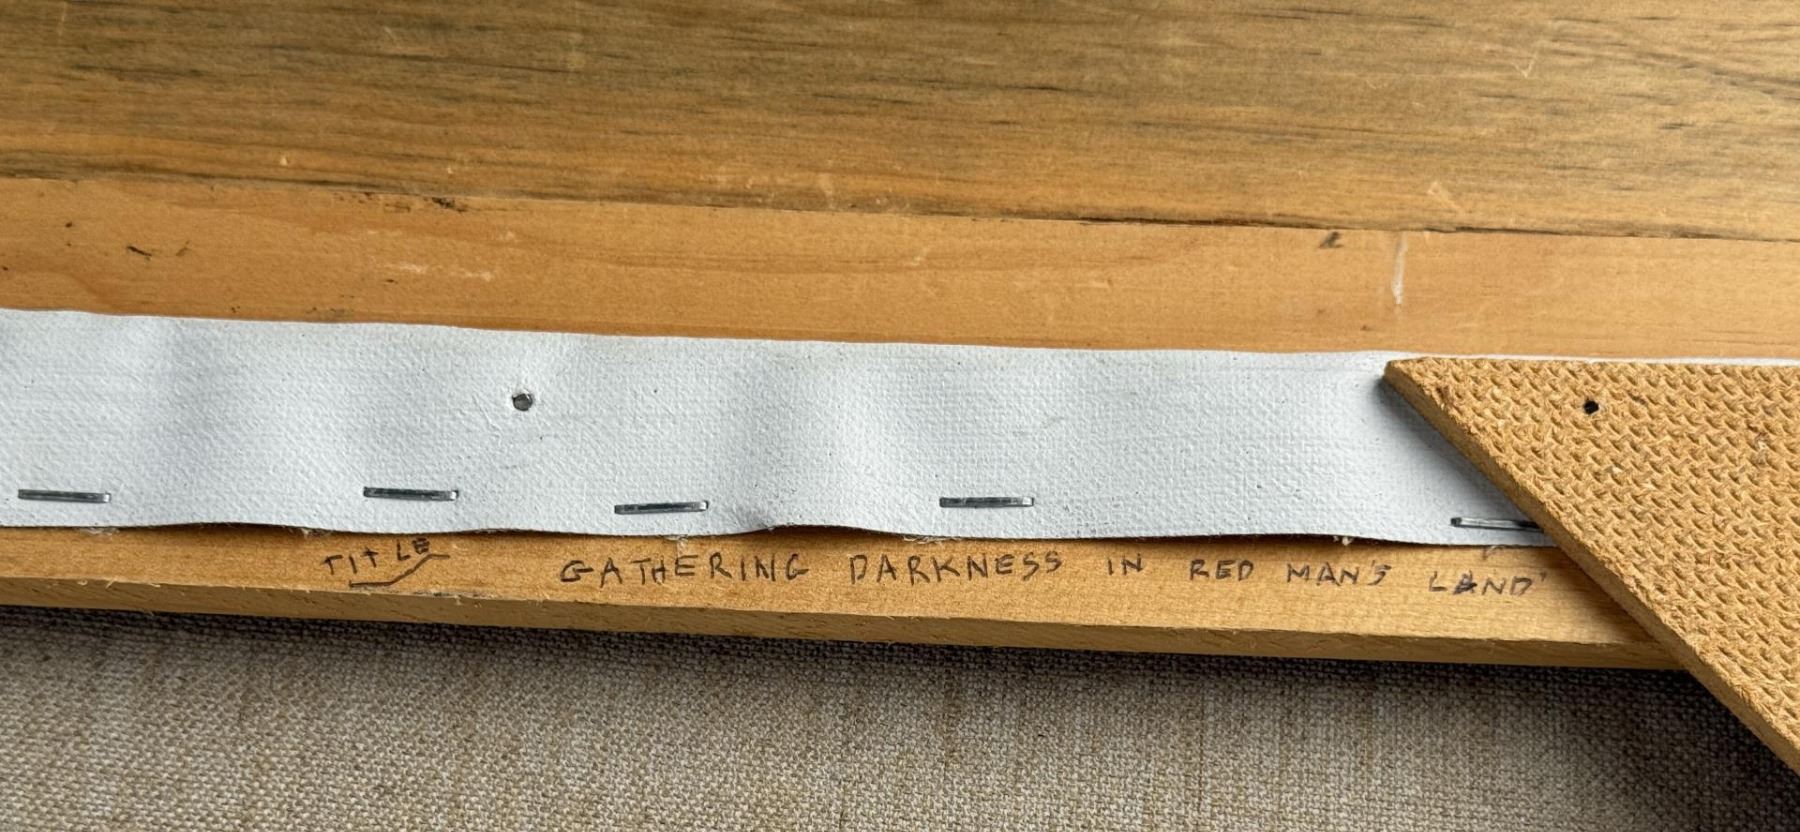 TITLE GATHERING DARKNESS IN RED MAN'S LAND'